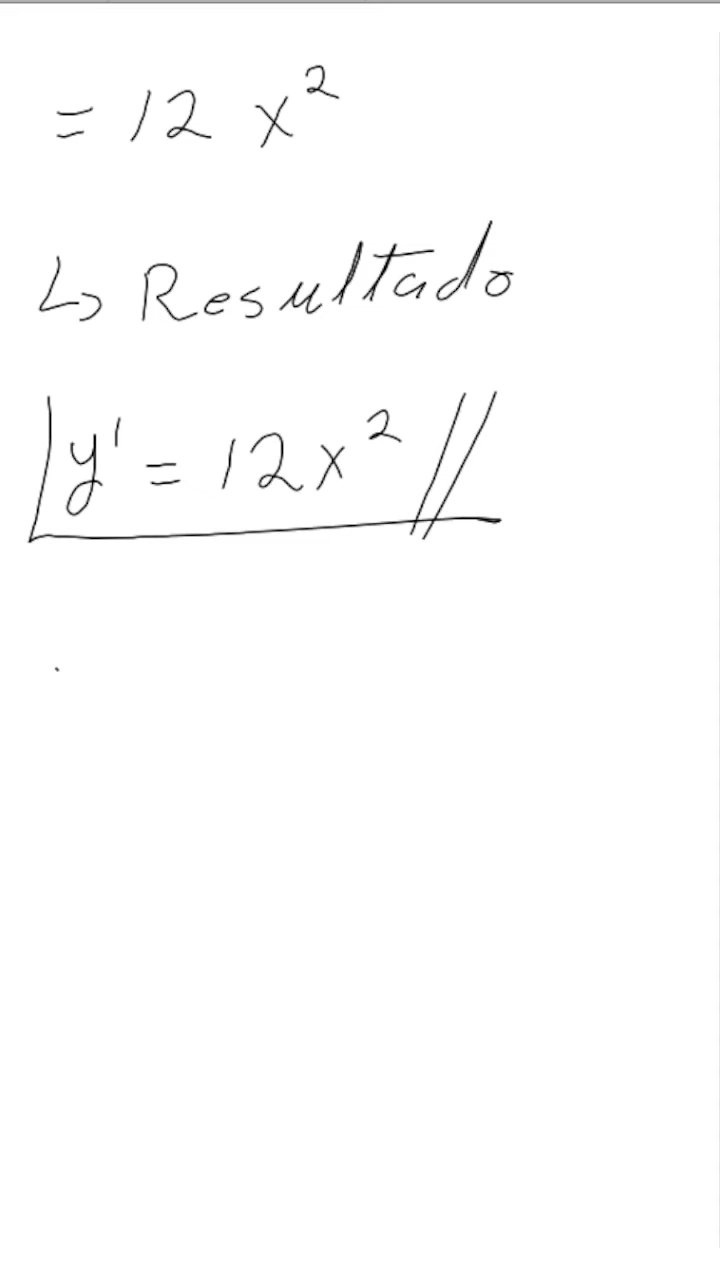 = 12 x²
↳ Resultado
y' = 12x² //